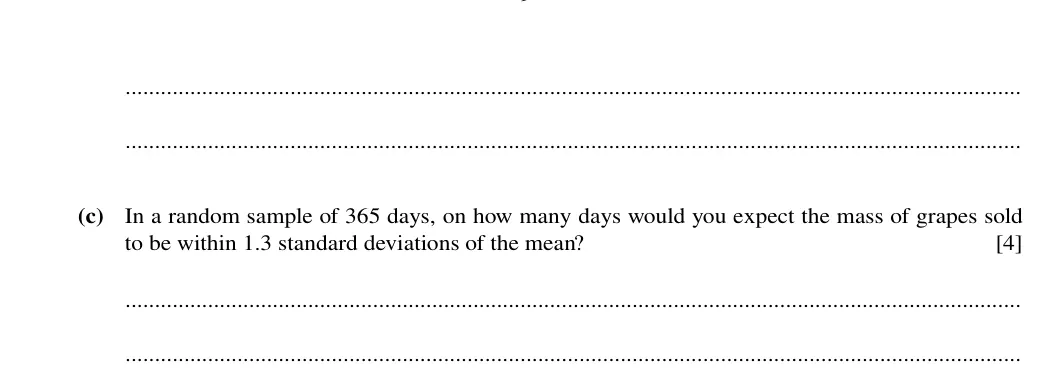 (c) In a random sample of 365 days, on how many days would you expect the mass of grapes sold
to be within 1.3 standard deviations of the mean? [4]